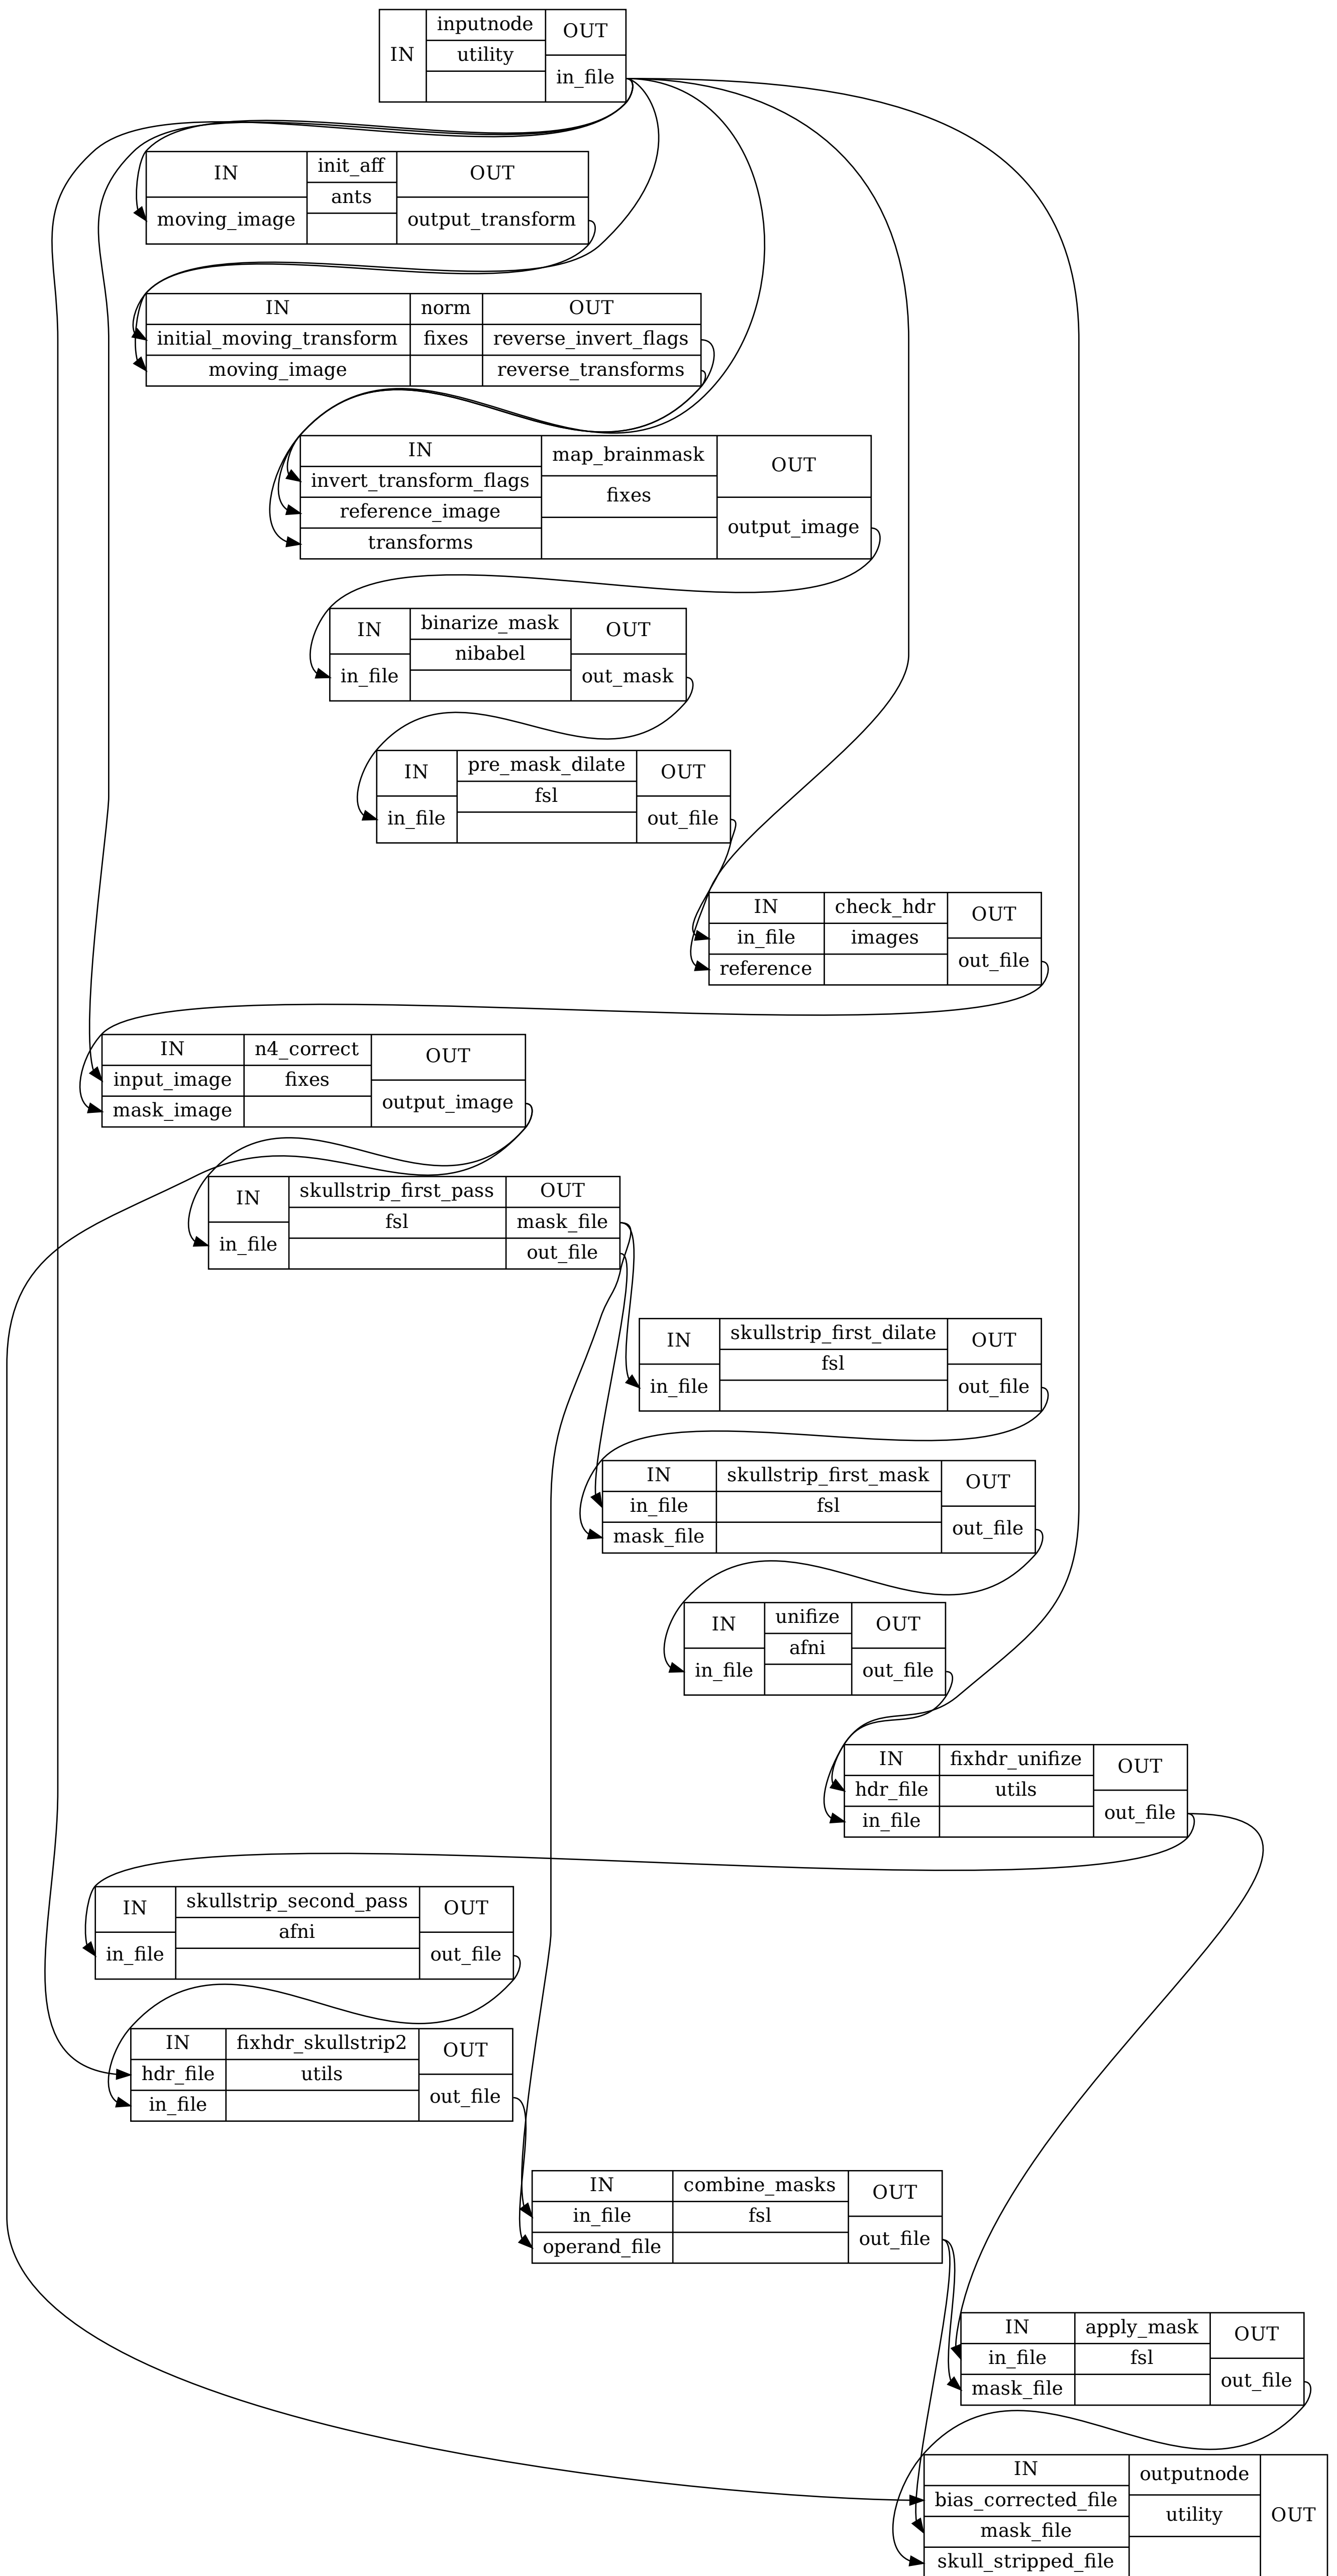 inputnode OUT
IN utility
in_file
IN init_aff OUT
ants
moving_image output_transform
IN norm OUT
initial_moving_transform fixes reverse_invert_flags
moving_image reverse_transforms
IN map_brainmask OUT
invert_transform_flags fixes
reference_image output_image
transforms
IN binarize_mask OUT
nibabel
in_file out_mask
IN pre_mask_dilate OUT
fsl
in_file out_file
IN check_hdr OUT
in_file images
reference out_file
IN n4_correct OUT
input_image fixes
mask_image output_image
IN skullstrip_first_pass OUT
fsl mask_file
in_file out_file
IN skullstrip_first_dilate OUT
fsl
in_file out_file
IN skullstrip_first_mask OUT
in_file fsl
mask_file out_file
IN unifize OUT
afni
in_file out_file
IN fixhdr_unifize OUT
hdr_file utils
in_file out_file
IN skullstrip_second_pass OUT
afni
in_file out_file
IN fixhdr_skullstrip2 OUT
hdr_file utils
in_file out_file
IN combine_masks OUT
in_file fsl
operand_file out_file
IN apply_mask OUT
in_file fsl
mask_file out_file
IN outputnode
bias_corrected_file utility OUT
mask_file
skull_stripped_file